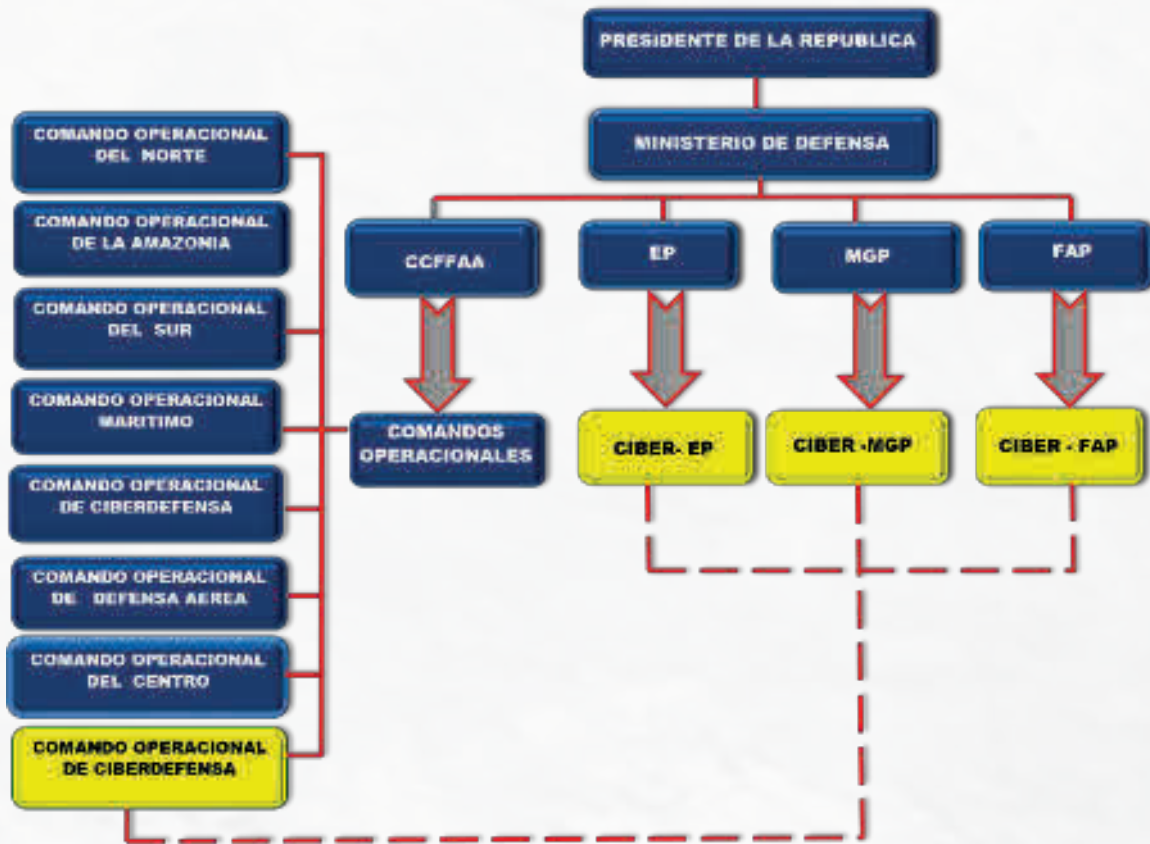 PRESIDENTE DE LA REPUBLICA
MINISTERIO DE DEFENSA
CCFFAA
EP
MGP
FAP
COMANDOS
OPERACIONALES
CIBER- EP
CIBER -MGP
CIBER - FAP
COMANDO OPERACIONAL
DEL NORTE
COMANDO OPERACIONAL
DE LA AMAZONIA
COMANDO OPERACIONAL
DEL SUR
COMANDO OPERACIONAL
MARITIMO
COMANDO OPERACIONAL
DE CIBERDEFENSA
COMANDO OPERACIONAL
DE DEFENSA AEREA
COMANDO OPERACIONAL
DEL CENTRO
COMANDO OPERACIONAL
DE CIBERDEFENSA